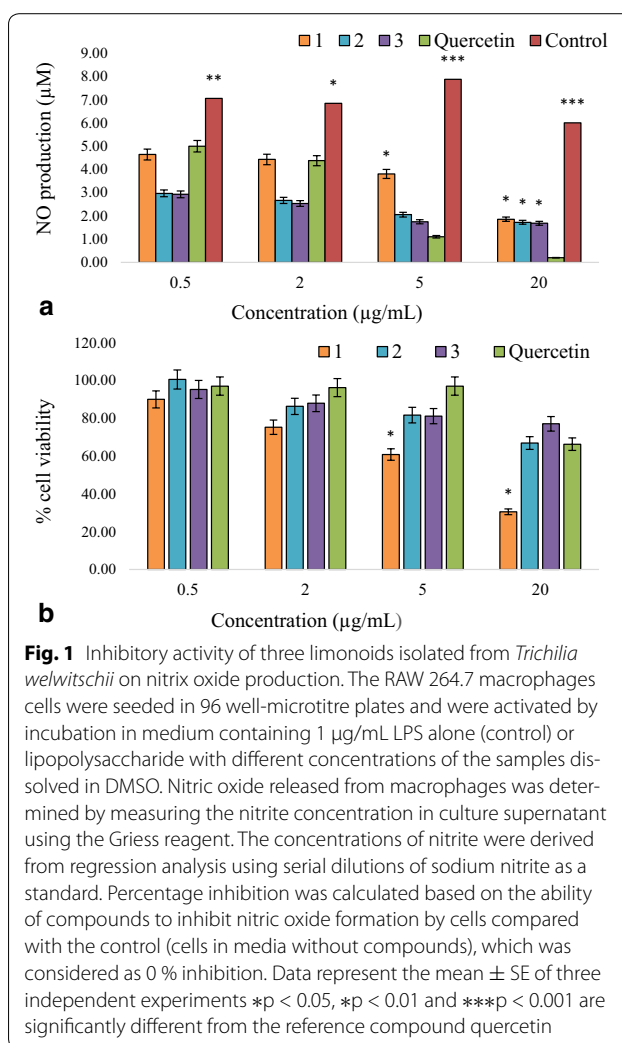 1 2 3 Quercetin Control
9.00
8.00
7.00
6.00
5.00
4.00
3.00
2.00
1.00
0.00
NO production (µM)
** * * *** * * * ***
0.5 2 5 20
a
Concentration (µg/mL)
1 2 3 Quercetin
120.00
100.00
80.00
60.00
40.00
20.00
0.00
% cell viability
* *
0.5 2 5 20
b
Concentration (µg/mL)
Fig. 1 Inhibitory activity of three limonoids isolated from Trichilia
welwitschii on nitrix oxide production. The RAW 264.7 macrophages
cells were seeded in 96 well-microtitre plates and were activated by
incubation in medium containing 1 µg/mL LPS alone (control) or
lipopolysaccharide with different concentrations of the samples dis-
solved in DMSO. Nitric oxide released from macrophages was deter-
mined by measuring the nitrite concentration in culture supernatant
using the Griess reagent. The concentrations of nitrite were derived
from regression analysis using serial dilutions of sodium nitrite as a
standard. Percentage inhibition was calculated based on the ability
of compounds to inhibit nitric oxide formation by cells compared
with the control (cells in media without compounds), which was
considered as 0 % inhibition. Data represent the mean ± SE of three
independent experiments *p < 0.05, *p < 0.01 and ***p < 0.001 are
significantly different from the reference compound quercetin